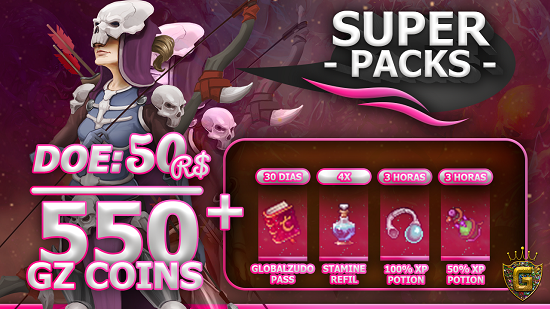 SUPER
- PACKS -
DOE: 50 R$
550
GZ COINS
+
30 DIAS
GLOBALZUDO
PASS
4X
STAMINE
REFIL
3 HORAS
100% XP
POTION
3 HORAS
50% XP
POTION
G